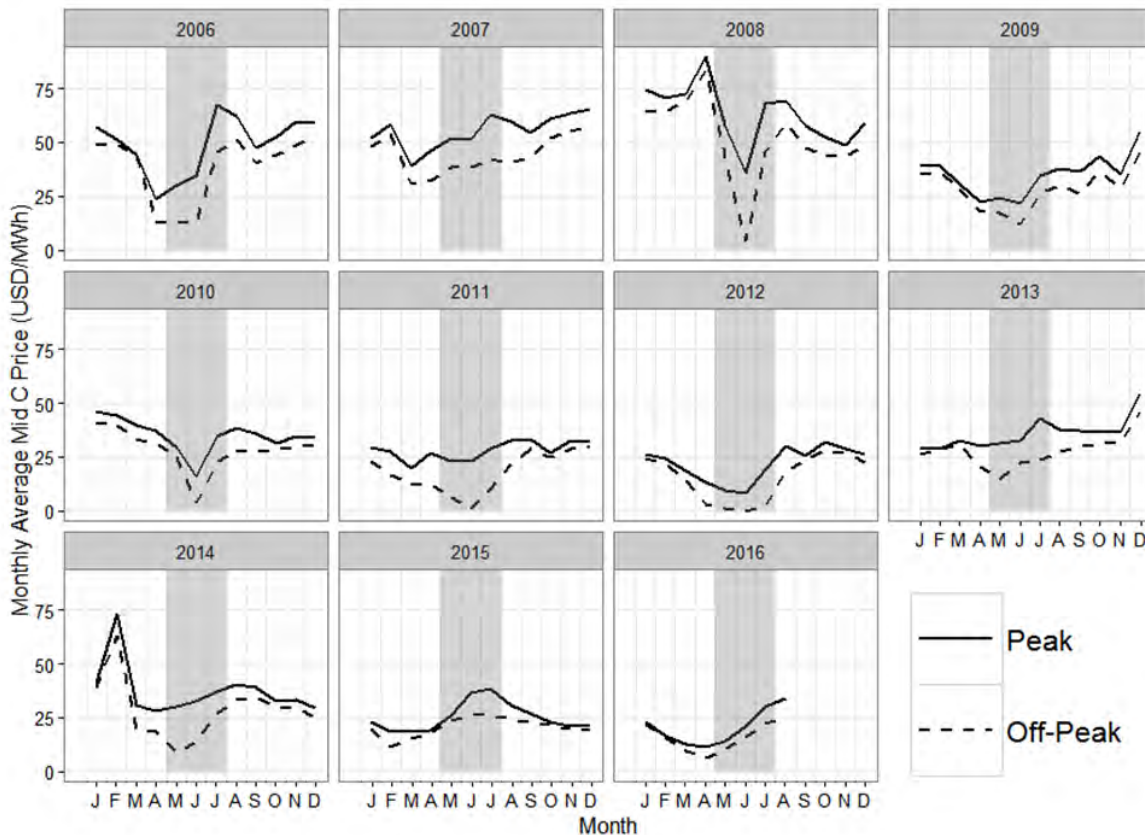 2006 2007 2008 2009
75
50
25
0
2010 2011 2012 2013
75
50
25
0
J F M A M J J A S O N D
2014 2015 2016
75
50
25
0
J F M A M J J A S O N D J F M A M J J A S O N D J F M A M J J A S O N D
Month
Monthly Average Mid C Price (USD/MWh)
Peak
Off-Peak